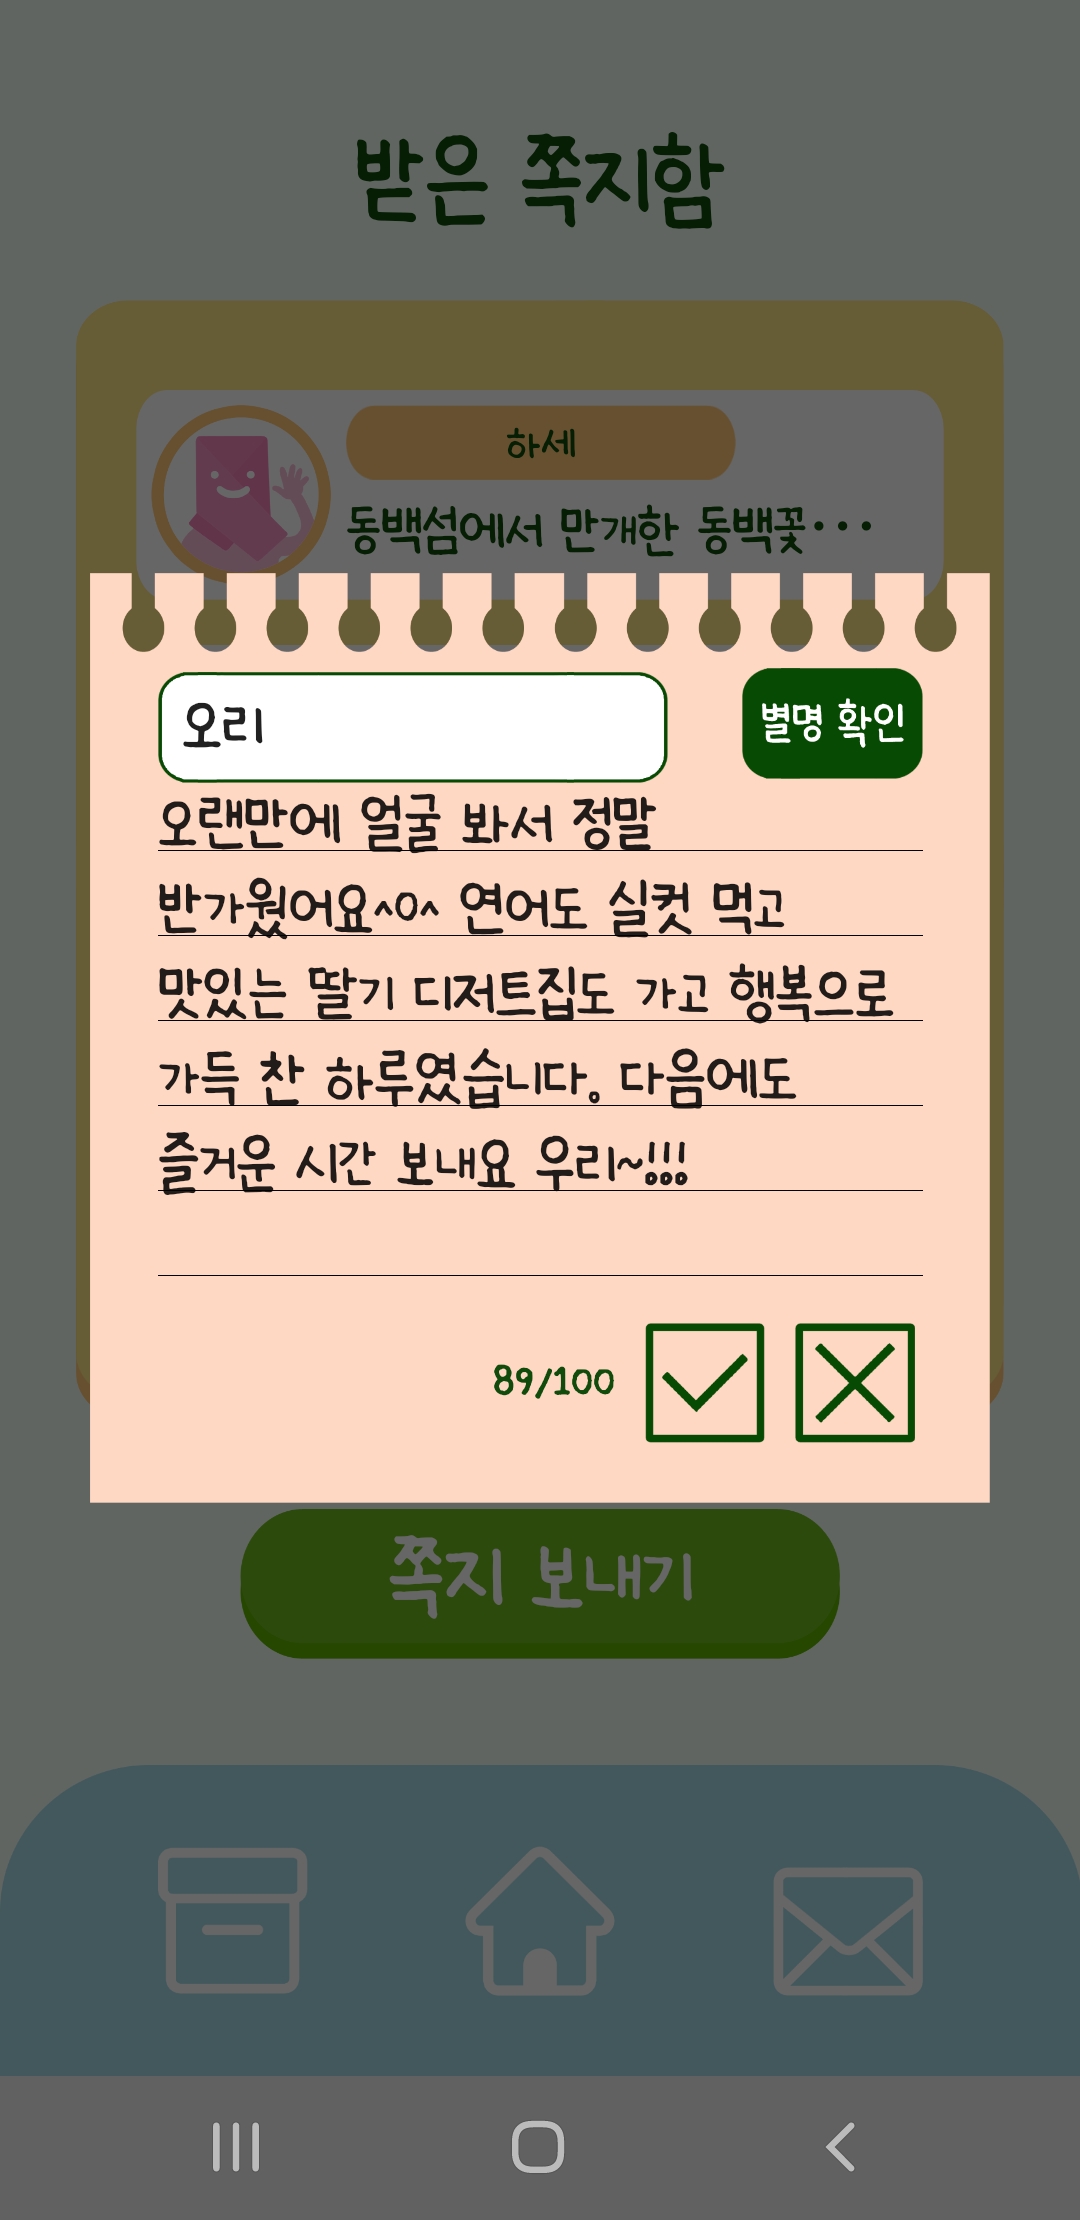 받은 쪽지함
하세
동백섬에서 만개한 동백꽃···
오리
별명 확인
오랜만에 얼굴 봐서 정말
반가웠어요^0^ 연어도 실컷 먹고
맛있는 딸기 디저트집도 가고 행복으로
가득 찬 하루였습니다. 다음에도
즐거운 시간 보내요 우리~!!!
89/100
쪽지 보내기